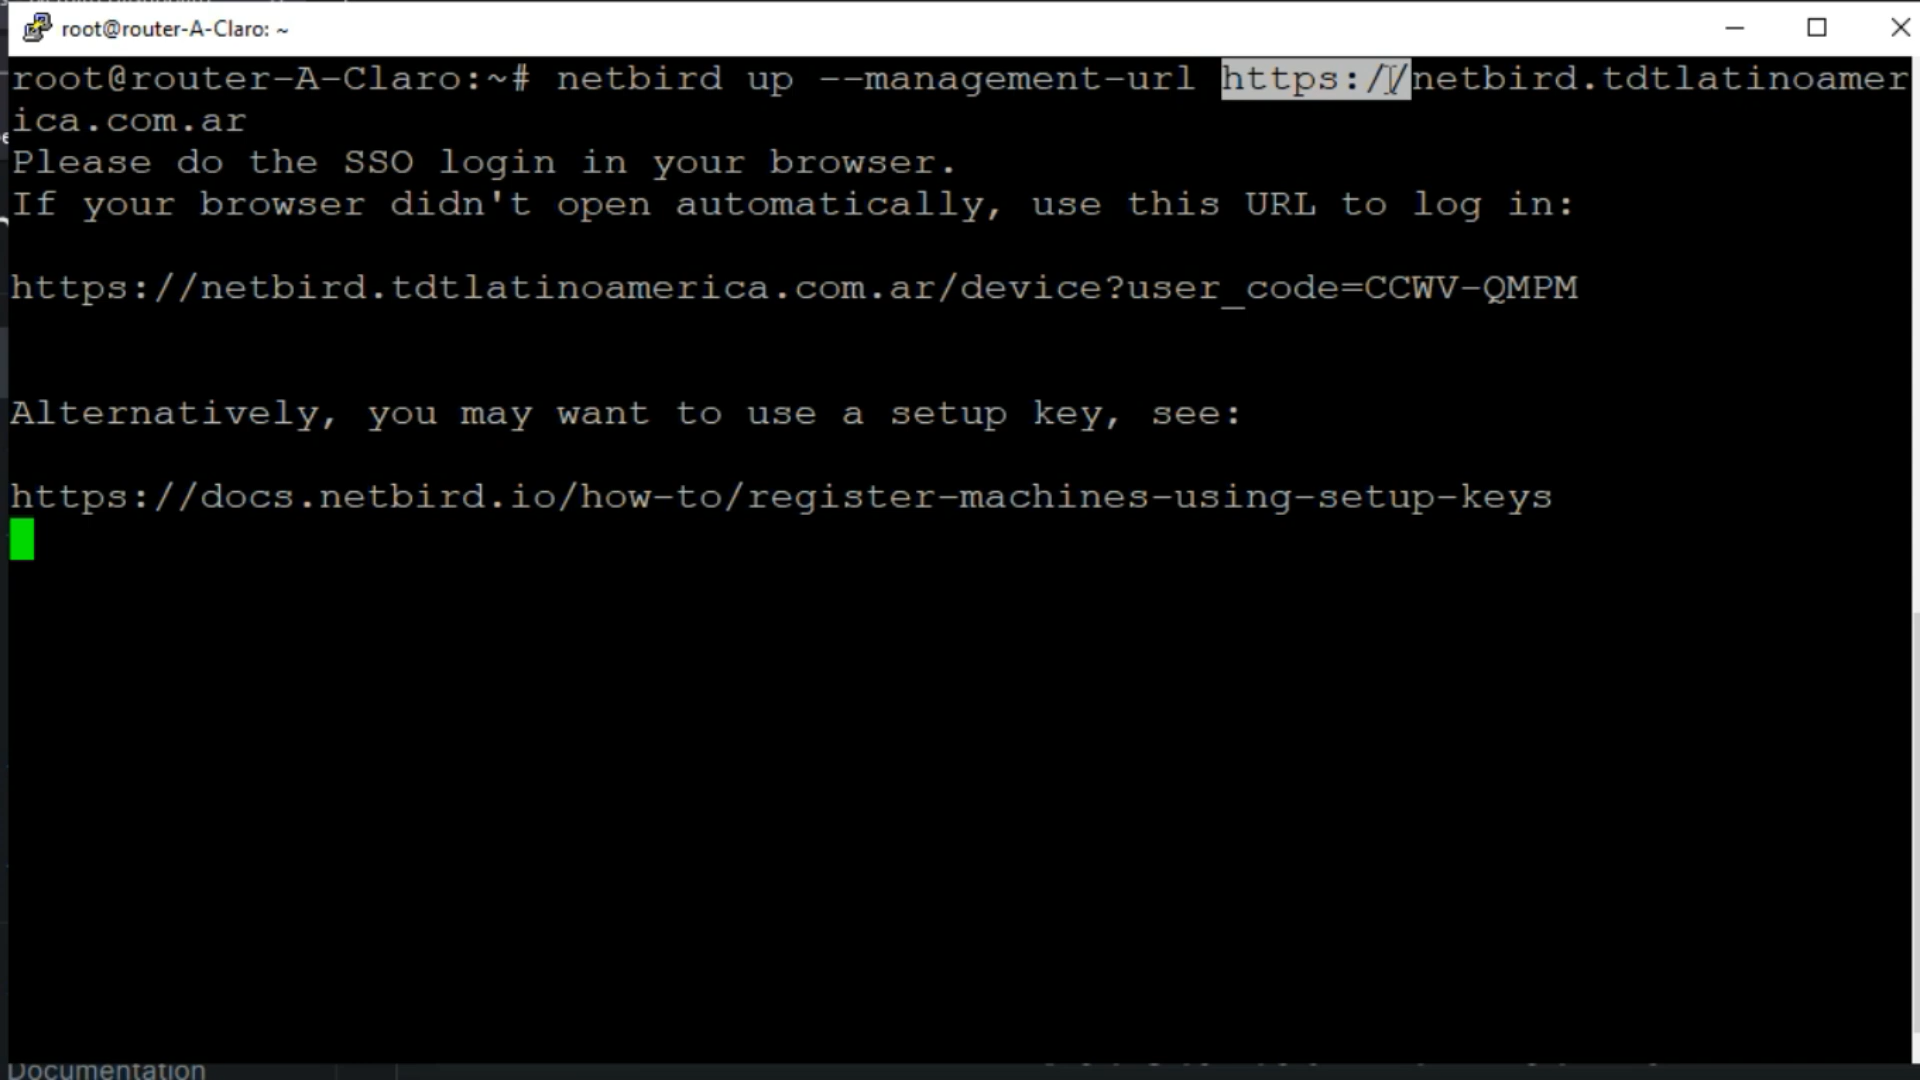 root@router-A-Claro: ~
root@router-A-Claro:~# netbird up --management-url https://netbird.tdtlatinoamer
ica.com.ar
Please do the SSO login in your browser.
If your browser didn't open automatically, use this URL to log in:
https://netbird.tdtlatinoamerica.com.ar/device?user_code=CCWV-QMPM
Alternatively, you may want to use a setup key, see:
https://docs.netbird.io/how-to/register-machines-using-setup-keys
Documentation